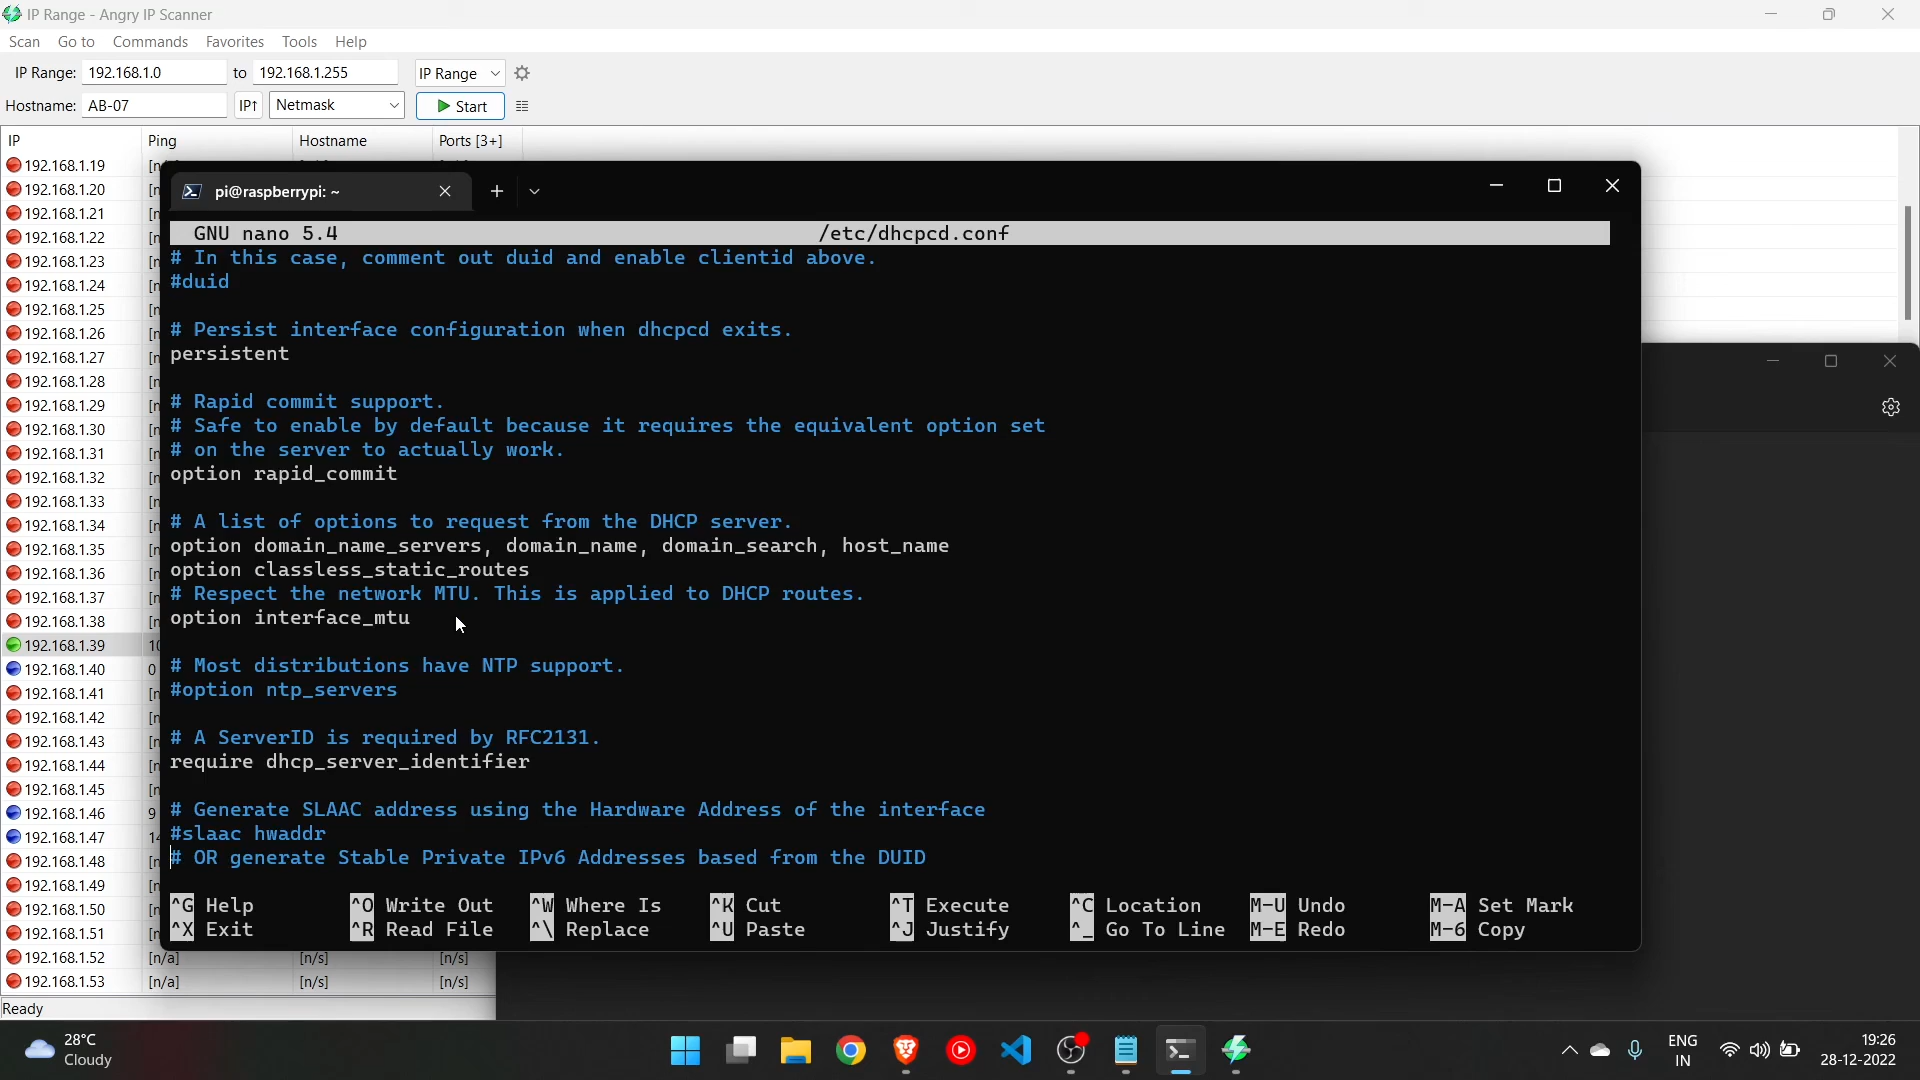 IP Range - Angry IP Scanner
Scan Go to Commands Favorites Tools Help
IP Range: 192.168.1.0 to 192.168.1.255 IP Range
Hostname: AB-07 IP↑ Netmask Start
IP Ping Hostname Ports [3+]
192.168.1.19
192.168.1.20
192.168.1.21
192.168.1.22
192.168.1.23
192.168.1.24
192.168.1.25
192.168.1.26
192.168.1.27
192.168.1.28
192.168.1.29
192.168.1.30
192.168.1.31
192.168.1.32
192.168.1.33
192.168.1.34
192.168.1.35
192.168.1.36
192.168.1.37
192.168.1.38
192.168.1.39 10
192.168.1.40 0
192.168.1.41
192.168.1.42
192.168.1.43
192.168.1.44
192.168.1.45
192.168.1.46 9
192.168.1.47 14
192.168.1.48
192.168.1.49
192.168.1.50
192.168.1.51
192.168.1.52 [n/a] [n/s] [n/s]
192.168.1.53 [n/a] [n/s] [n/s]
Ready
pi@raspberrypi: ~
GNU nano 5.4 /etc/dhcpcd.conf
# In this case, comment out duid and enable clientid above.
#duid
# Persist interface configuration when dhcpcd exits.
persistent
# Rapid commit support.
# Safe to enable by default because it requires the equivalent option set
# on the server to actually work.
option rapid_commit
# A list of options to request from the DHCP server.
option domain_name_servers, domain_name, domain_search, host_name
option classless_static_routes
# Respect the network MTU. This is applied to DHCP routes.
option interface_mtu
# Most distributions have NTP support.
#option ntp_servers
# A ServerID is required by RFC2131.
require dhcp_server_identifier
# Generate SLAAC address using the Hardware Address of the interface
#slaac hwaddr
# OR generate Stable Private IPv6 Addresses based from the DUID
^G Help ^O Write Out ^W Where Is ^K Cut ^T Execute ^C Location M-U Undo M-A Set Mark
^X Exit ^R Read File ^\ Replace ^U Paste ^J Justify ^_ Go To Line M-E Redo M-6 Copy
28°C
Cloudy
ENG
IN
19:26
28-12-2022